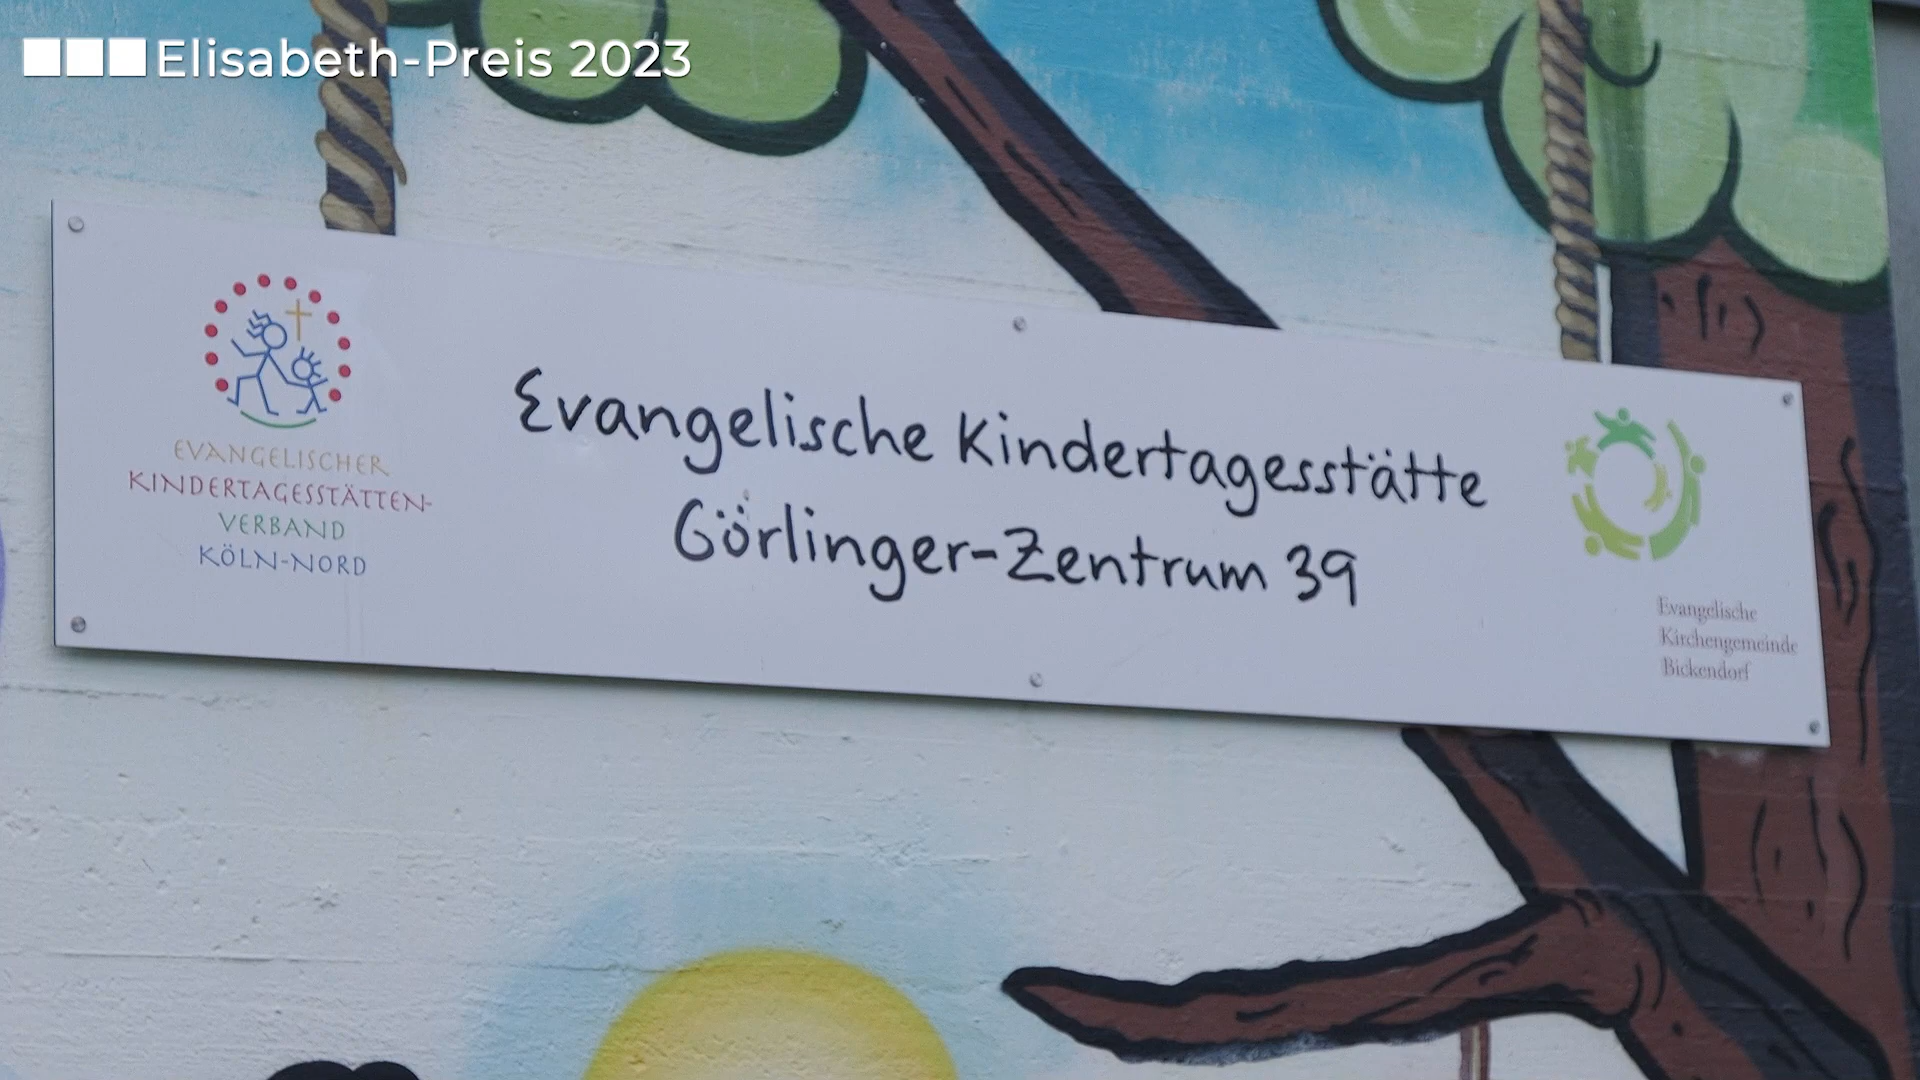 Elisabeth-Preis 2023
EVANGELISCHER
KINDERTAGESSTÄTTEN-
VERBAND
KÖLN-NORD
Evangelische Kindertagesstätte
Görlinger-Zentrum 39
Evangelische
Kirchengemeinde
Bickendorf